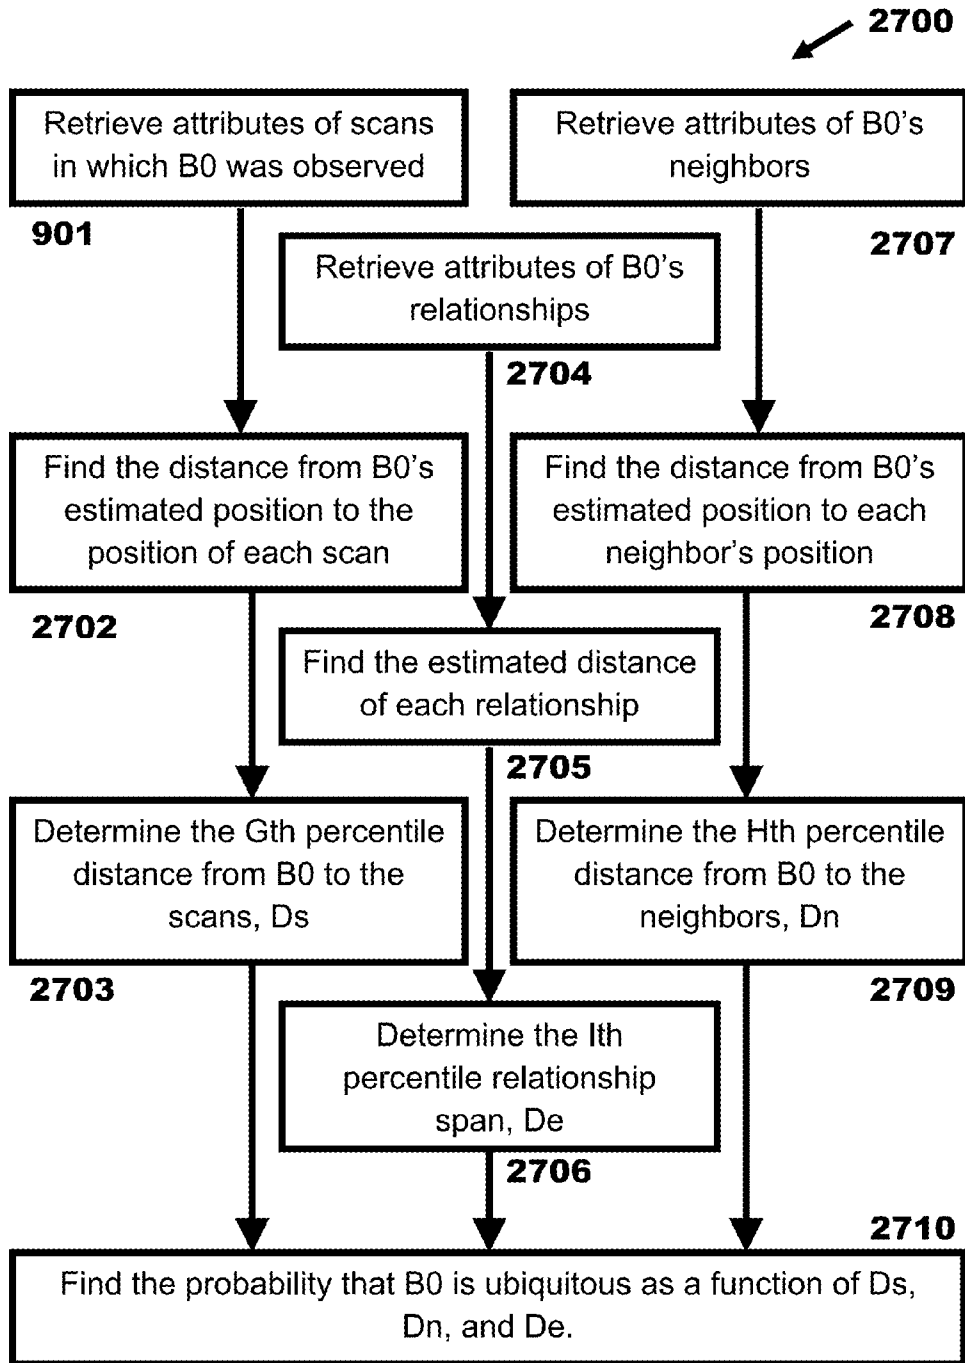 2700
Retrieve attributes of scans
in which B0 was observed
901
Retrieve attributes of B0's
neighbors
2707
Retrieve attributes of B0's
relationships
2704
Find the distance from B0's
estimated position to the
position of each scan
2702
Find the distance from B0's
estimated position to each
neighbor's position
2708
Find the estimated distance
of each relationship
2705
Determine the Gth percentile
distance from B0 to the
scans, Ds
2703
Determine the Hth percentile
distance from B0 to the
neighbors, Dn
2709
Determine the Ith
percentile relationship
span, De
2706
2710
Find the probability that B0 is ubiquitous as a function of Ds,
Dn, and De.